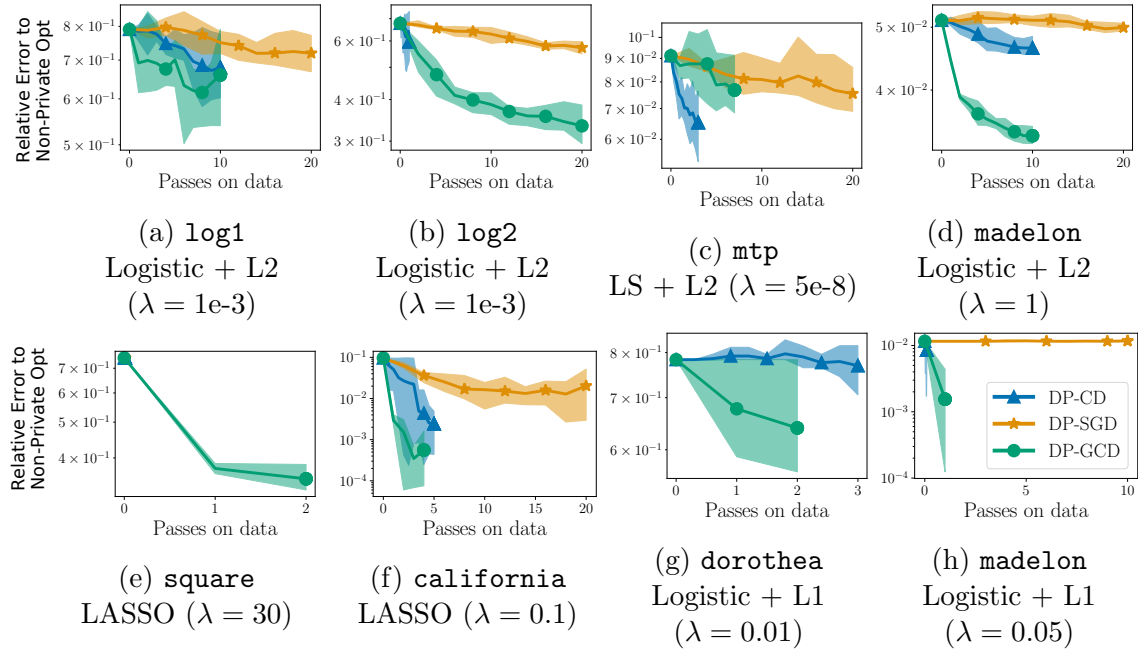 Relative Error to
Non-Private Opt
8 × 10⁻¹
7 × 10⁻¹
6 × 10⁻¹
5 × 10⁻¹
0 10 20
Passes on data
(a) log1
Logistic + L2
(λ = 1e-3)
6 × 10⁻¹
4 × 10⁻¹
3 × 10⁻¹
0 10 20
Passes on data
(b) log2
Logistic + L2
(λ = 1e-3)
10⁻¹
9 × 10⁻²
8 × 10⁻²
7 × 10⁻²
6 × 10⁻²
0 10 20
Passes on data
(c) mtp
LS + L2 (λ = 5e-8)
5 × 10⁻²
4 × 10⁻²
0 10 20
Passes on data
(d) madelon
Logistic + L2
(λ = 1)
Relative Error to
Non-Private Opt
7 × 10⁻¹
6 × 10⁻¹
5 × 10⁻¹
4 × 10⁻¹
0 1 2
Passes on data
(e) square
LASSO (λ = 30)
10⁻¹
10⁻²
10⁻³
10⁻⁴
0 5 10 15 20
Passes on data
(f) california
LASSO (λ = 0.1)
8 × 10⁻¹
7 × 10⁻¹
6 × 10⁻¹
0 1 2 3
Passes on data
(g) dorothea
Logistic + L1
(λ = 0.01)
10⁻²
10⁻³
10⁻⁴
DP-CD
DP-SGD
DP-GCD
0 5 10
Passes on data
(h) madelon
Logistic + L1
(λ = 0.05)